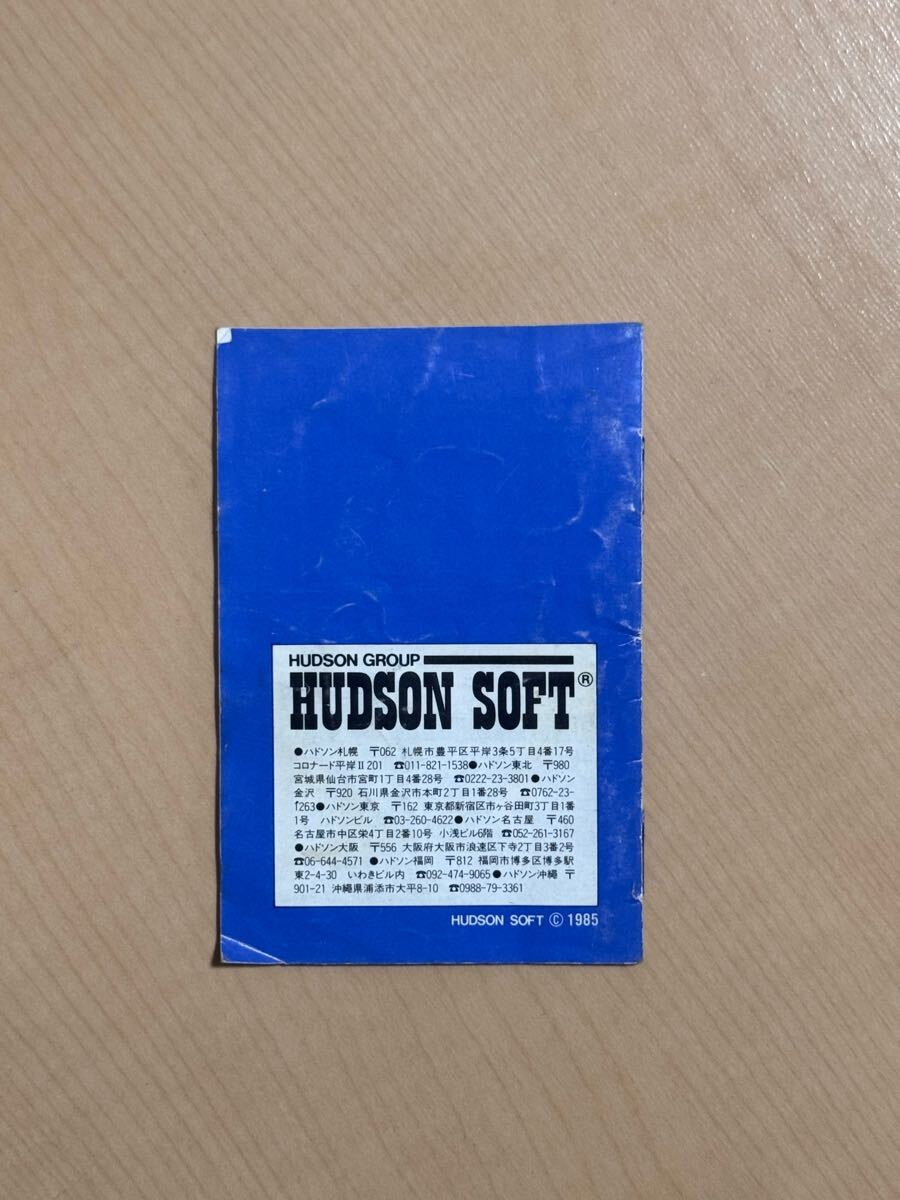 HUDSON GROUP
HUDSON SOFT®
●ハドソン札幌 〒062 札幌市豊平区平岸3条5丁目4番17号
コロナード平岸II 201 ☎011-821-1538●ハドソン東北 〒980
宮城県仙台市宮町1丁目4番28号 ☎0222-23-3801●ハドソン
金沢 〒920 石川県金沢市本町2丁目1番28号 ☎0762-23-
1263●ハドソン東京 〒162 東京都新宿区市ヶ谷田町3丁目1番
1号 ハドソンビル ☎03-260-4622●ハドソン名古屋 〒460
名古屋市中区栄4丁目2番10号 小浅ビル6階 ☎052-261-3167
●ハドソン大阪 〒556 大阪府大阪市浪速区下寺2丁目3番2号
☎06-644-4571 ●ハドソン福岡 〒812 福岡市博多区博多駅
東2-4-30 いわきビル内 ☎092-474-9065●ハドソン沖縄 〒
901-21 沖縄県浦添市大平8-10 ☎0988-79-3361
HUDSON SOFT © 1985